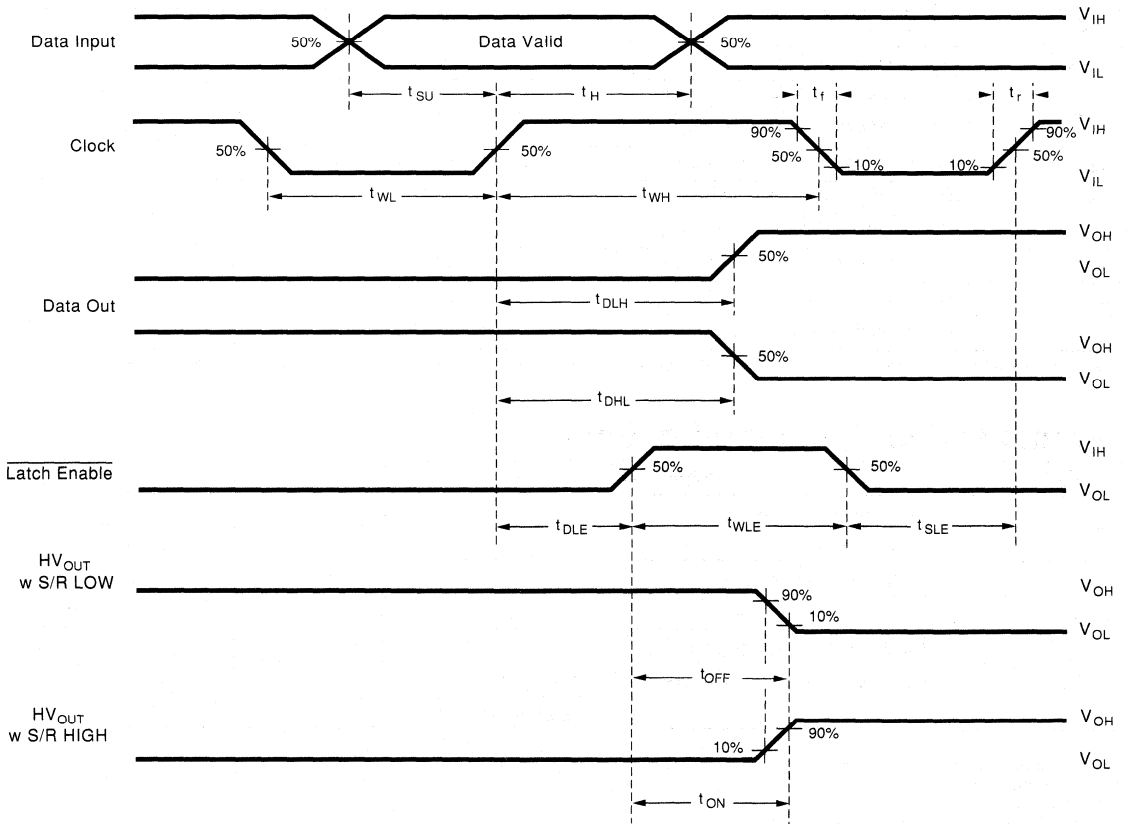 Data Input
50%
Data Valid
50%
V_IH
V_IL
t_SU
t_H
t_f
t_r
Clock
50%
50%
90%
50%
10%
10%
90%
50%
V_IH
V_IL
t_WL
t_WH
V_OH
50%
V_OL
Data Out
t_DLH
V_OH
50%
V_OL
t_DHL
Latch Enable
50%
50%
V_IH
V_OL
t_DLE
t_WLE
t_SLE
HV_OUT
w S/R LOW
90%
10%
V_OH
V_OL
t_OFF
HV_OUT
w S/R HIGH
10%
90%
V_OH
V_OL
t_ON